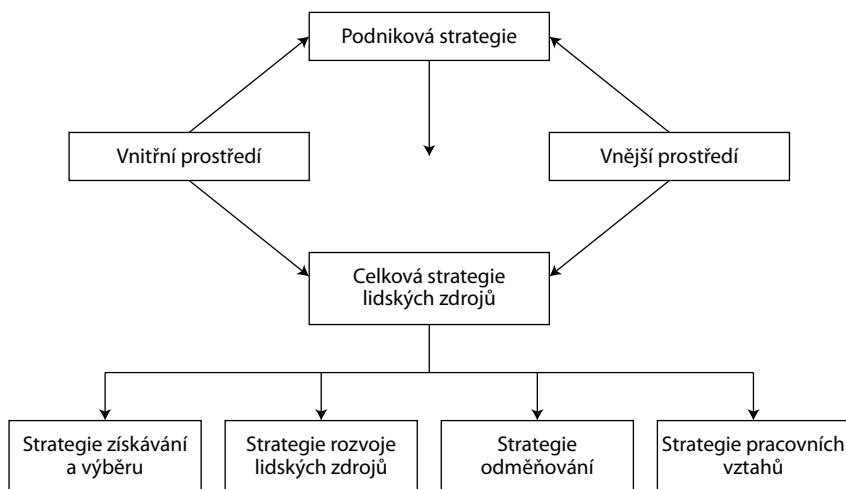 Podniková strategie
Vnitřní prostředí
Vnější prostředí
Celková strategie
lidských zdrojů
Strategie získávání
a výběru
Strategie rozvoje
lidských zdrojů
Strategie
odměňování
Strategie pracovních
vztahů